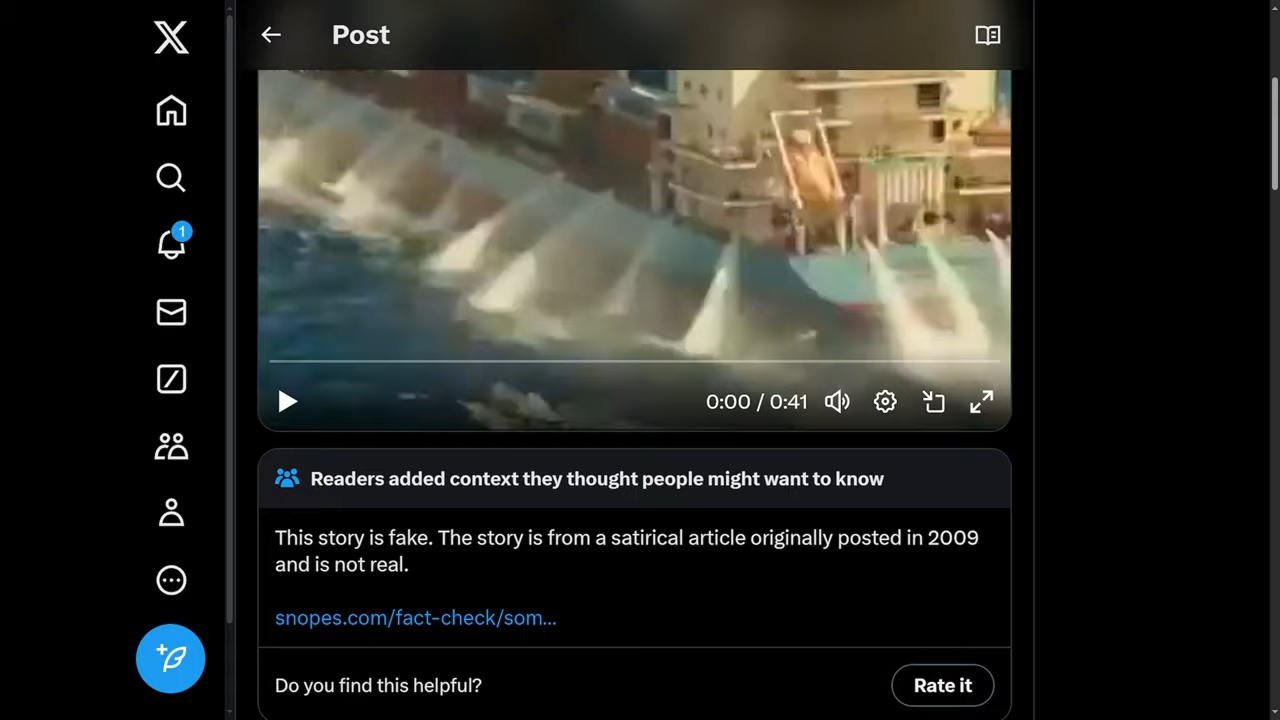 Post
0:00 / 0:41
1
Readers added context they thought people might want to know
This story is fake. The story is from a satirical article originally posted in 2009
and is not real.
snopes.com/fact-check/som...
Do you find this helpful?
Rate it